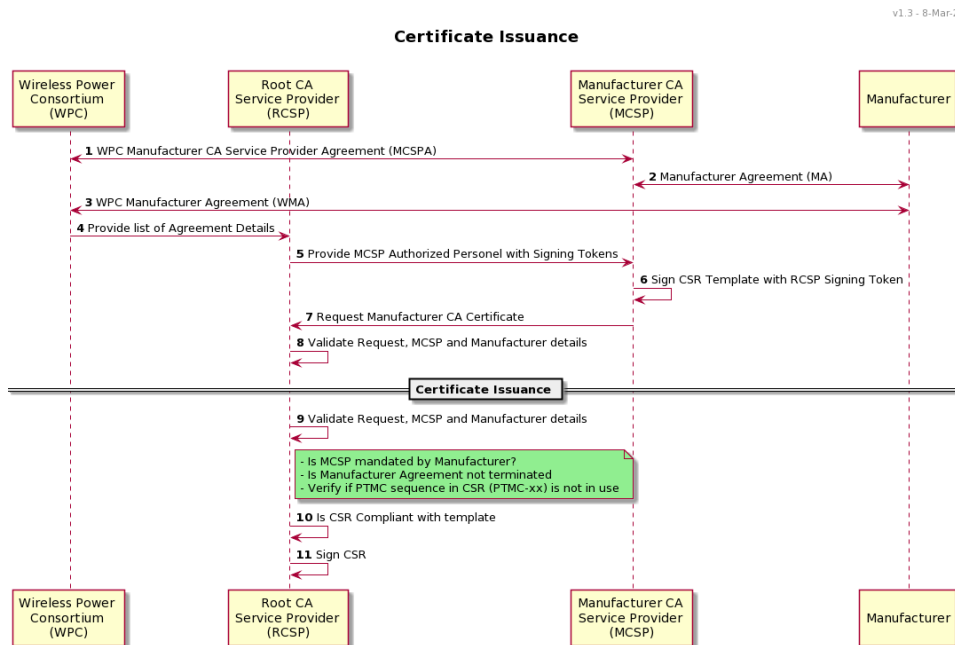 v1.3 - 8-Mar-2
Certificate Issuance
Wireless Power
Consortium
(WPC)
Root CA
Service Provider
(RCSP)
Manufacturer CA
Service Provider
(MCSP)
Manufacturer
1 WPC Manufacturer CA Service Provider Agreement (MCSPA)
2 Manufacturer Agreement (MA)
3 WPC Manufacturer Agreement (WMA)
4 Provide list of Agreement Details
5 Provide MCSP Authorized Personel with Signing Tokens
6 Sign CSR Template with RCSP Signing Token
7 Request Manufacturer CA Certificate
8 Validate Request, MCSP and Manufacturer details
Certificate Issuance
9 Validate Request, MCSP and Manufacturer details
- Is MCSP mandated by Manufacturer?
- Is Manufacturer Agreement not terminated
- Verify if PTMC sequence in CSR (PTMC-xx) is not in use
10 Is CSR Compliant with template
11 Sign CSR
Wireless Power
Consortium
(WPC)
Root CA
Service Provider
(RCSP)
Manufacturer CA
Service Provider
(MCSP)
Manufacturer